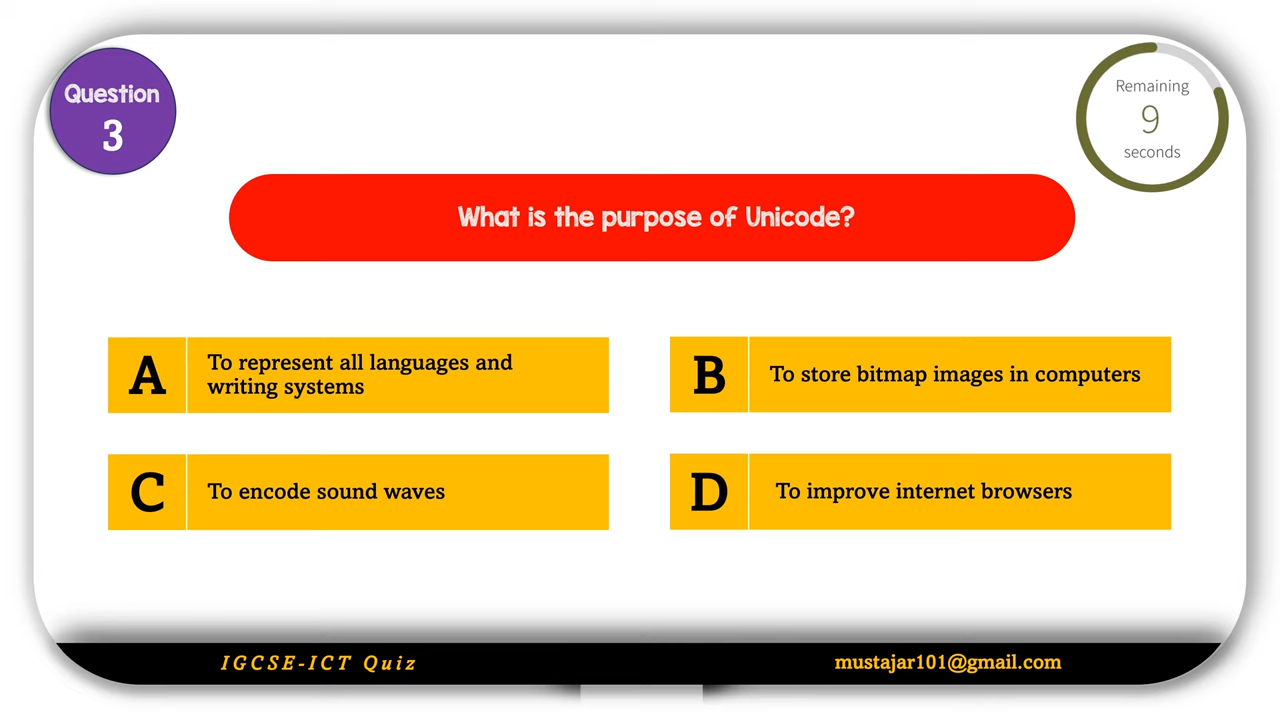 Question
3
Remaining
9
seconds
What is the purpose of Unicode?
A
To represent all languages and
writing systems
B
To store bitmap images in computers
C
To encode sound waves
D
To improve internet browsers
IGCSE-ICT Quiz
mustajar101@gmail.com